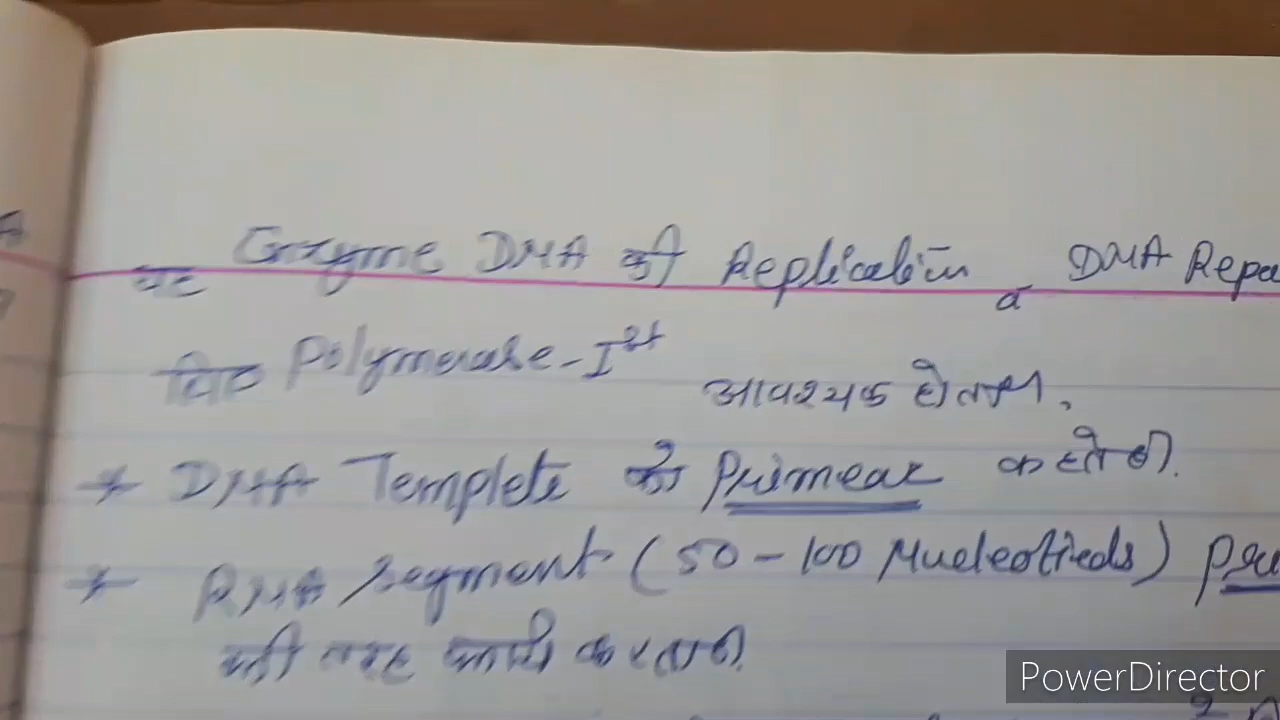 यह Enzyme DNA की Replication व DNA Repa
लिए Polymerase-Ist आवश्यक होता है.
* DNA Templete को Primear कहते है.
* RNA Segment (50-100 Nucleotieds) Pri
की तरह कार्य करता है.
PowerDirector